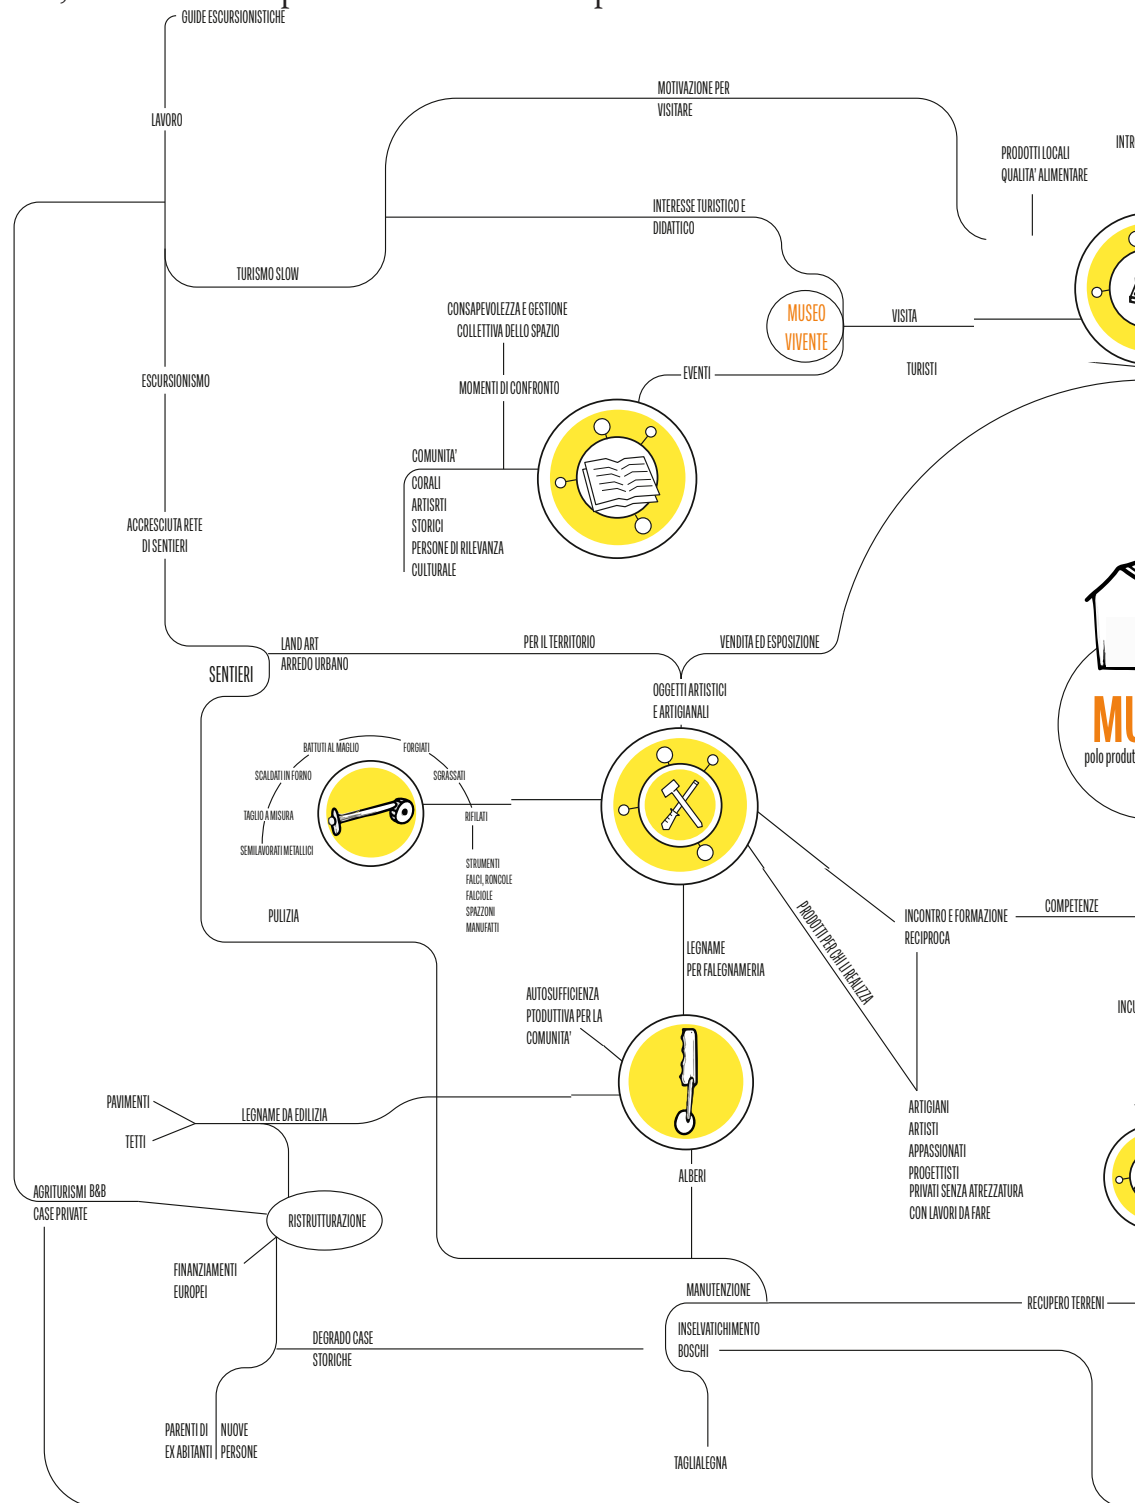 GUIDE ESCURSIONISTICHE
MOTIVAZIONE PER
VISITARE
LAVORO
PRODOTTI LOCALI
QUALITA' ALIMENTARE
INTERESSE TURISTICO E
DIDATTICO
TURISMO SLOW
CONSAPEVOLEZZA E GESTIONE
COLLETTIVA DELLO SPAZIO
MUSEO
VIVENTE
VISITA
TURISTI
EVENTI
ESCURSIONISMO
MOMENTI DI CONFRONTO
COMUNITA'
CORALI
ARTISRTI
STORICI
PERSONE DI RILEVANZA
CULTURALE
ACCRESCIUTA RETE
DI SENTIERI
LAND ART
ARREDO URBANO
PER IL TERRITORIO
VENDITA ED ESPOSIZIONE
SENTIERI
OGGETTI ARTISTICI
E ARTIGIANALI
MU
polo produt
BATTUTI AL MAGLIO
FORGIATI
SCALDATI IN FORNO
SGRASSATI
TAGLIO A MISURA
RIFILATI
SEMILAVORATI METALLICI
STRUMENTI
FALCI, RONCOLE
FALCIOLE
SPAZZONI
MANUFATTI
PULIZIA
PRODOTTI PER CHI LI REALIZZA
INCONTRO E FORMAZIONE
RECIPROCA
COMPETENZE
LEGNAME
PER FALEGNAMERIA
AUTOSUFFICIENZA
PTODUTTIVA PER LA
COMUNITA'
INCU
PAVIMENTI
TETTI
LEGNAME DA EDILIZIA
ARTIGIANI
ARTISTI
APPASSIONATI
PROGETTISTI
PRIVATI SENZA ATREZZATURA
CON LAVORI DA FARE
ALBERI
AGRITURISMI B&B
CASE PRIVATE
RISTRUTTURAZIONE
FINANZIAMENTI
EUROPEI
MANUTENZIONE
RECUPERO TERRENI
INSELVATICHIMENTO
BOSCHI
DEGRADO CASE
STORICHE
PARENTI DI
EX ABITANTI
NUOVE
PERSONE
TAGLIALEGNA